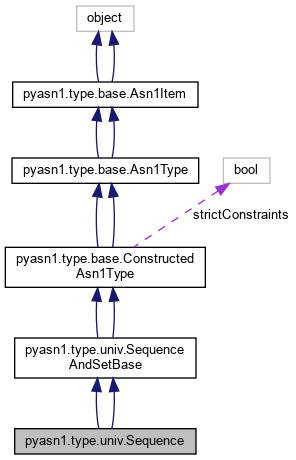 object
pyasn1.type.base.Asn1Item
pyasn1.type.base.Asn1Type
bool
strictConstraints
pyasn1.type.base.Constructed
Asn1Type
pyasn1.type.univ.Sequence
AndSetBase
pyasn1.type.univ.Sequence